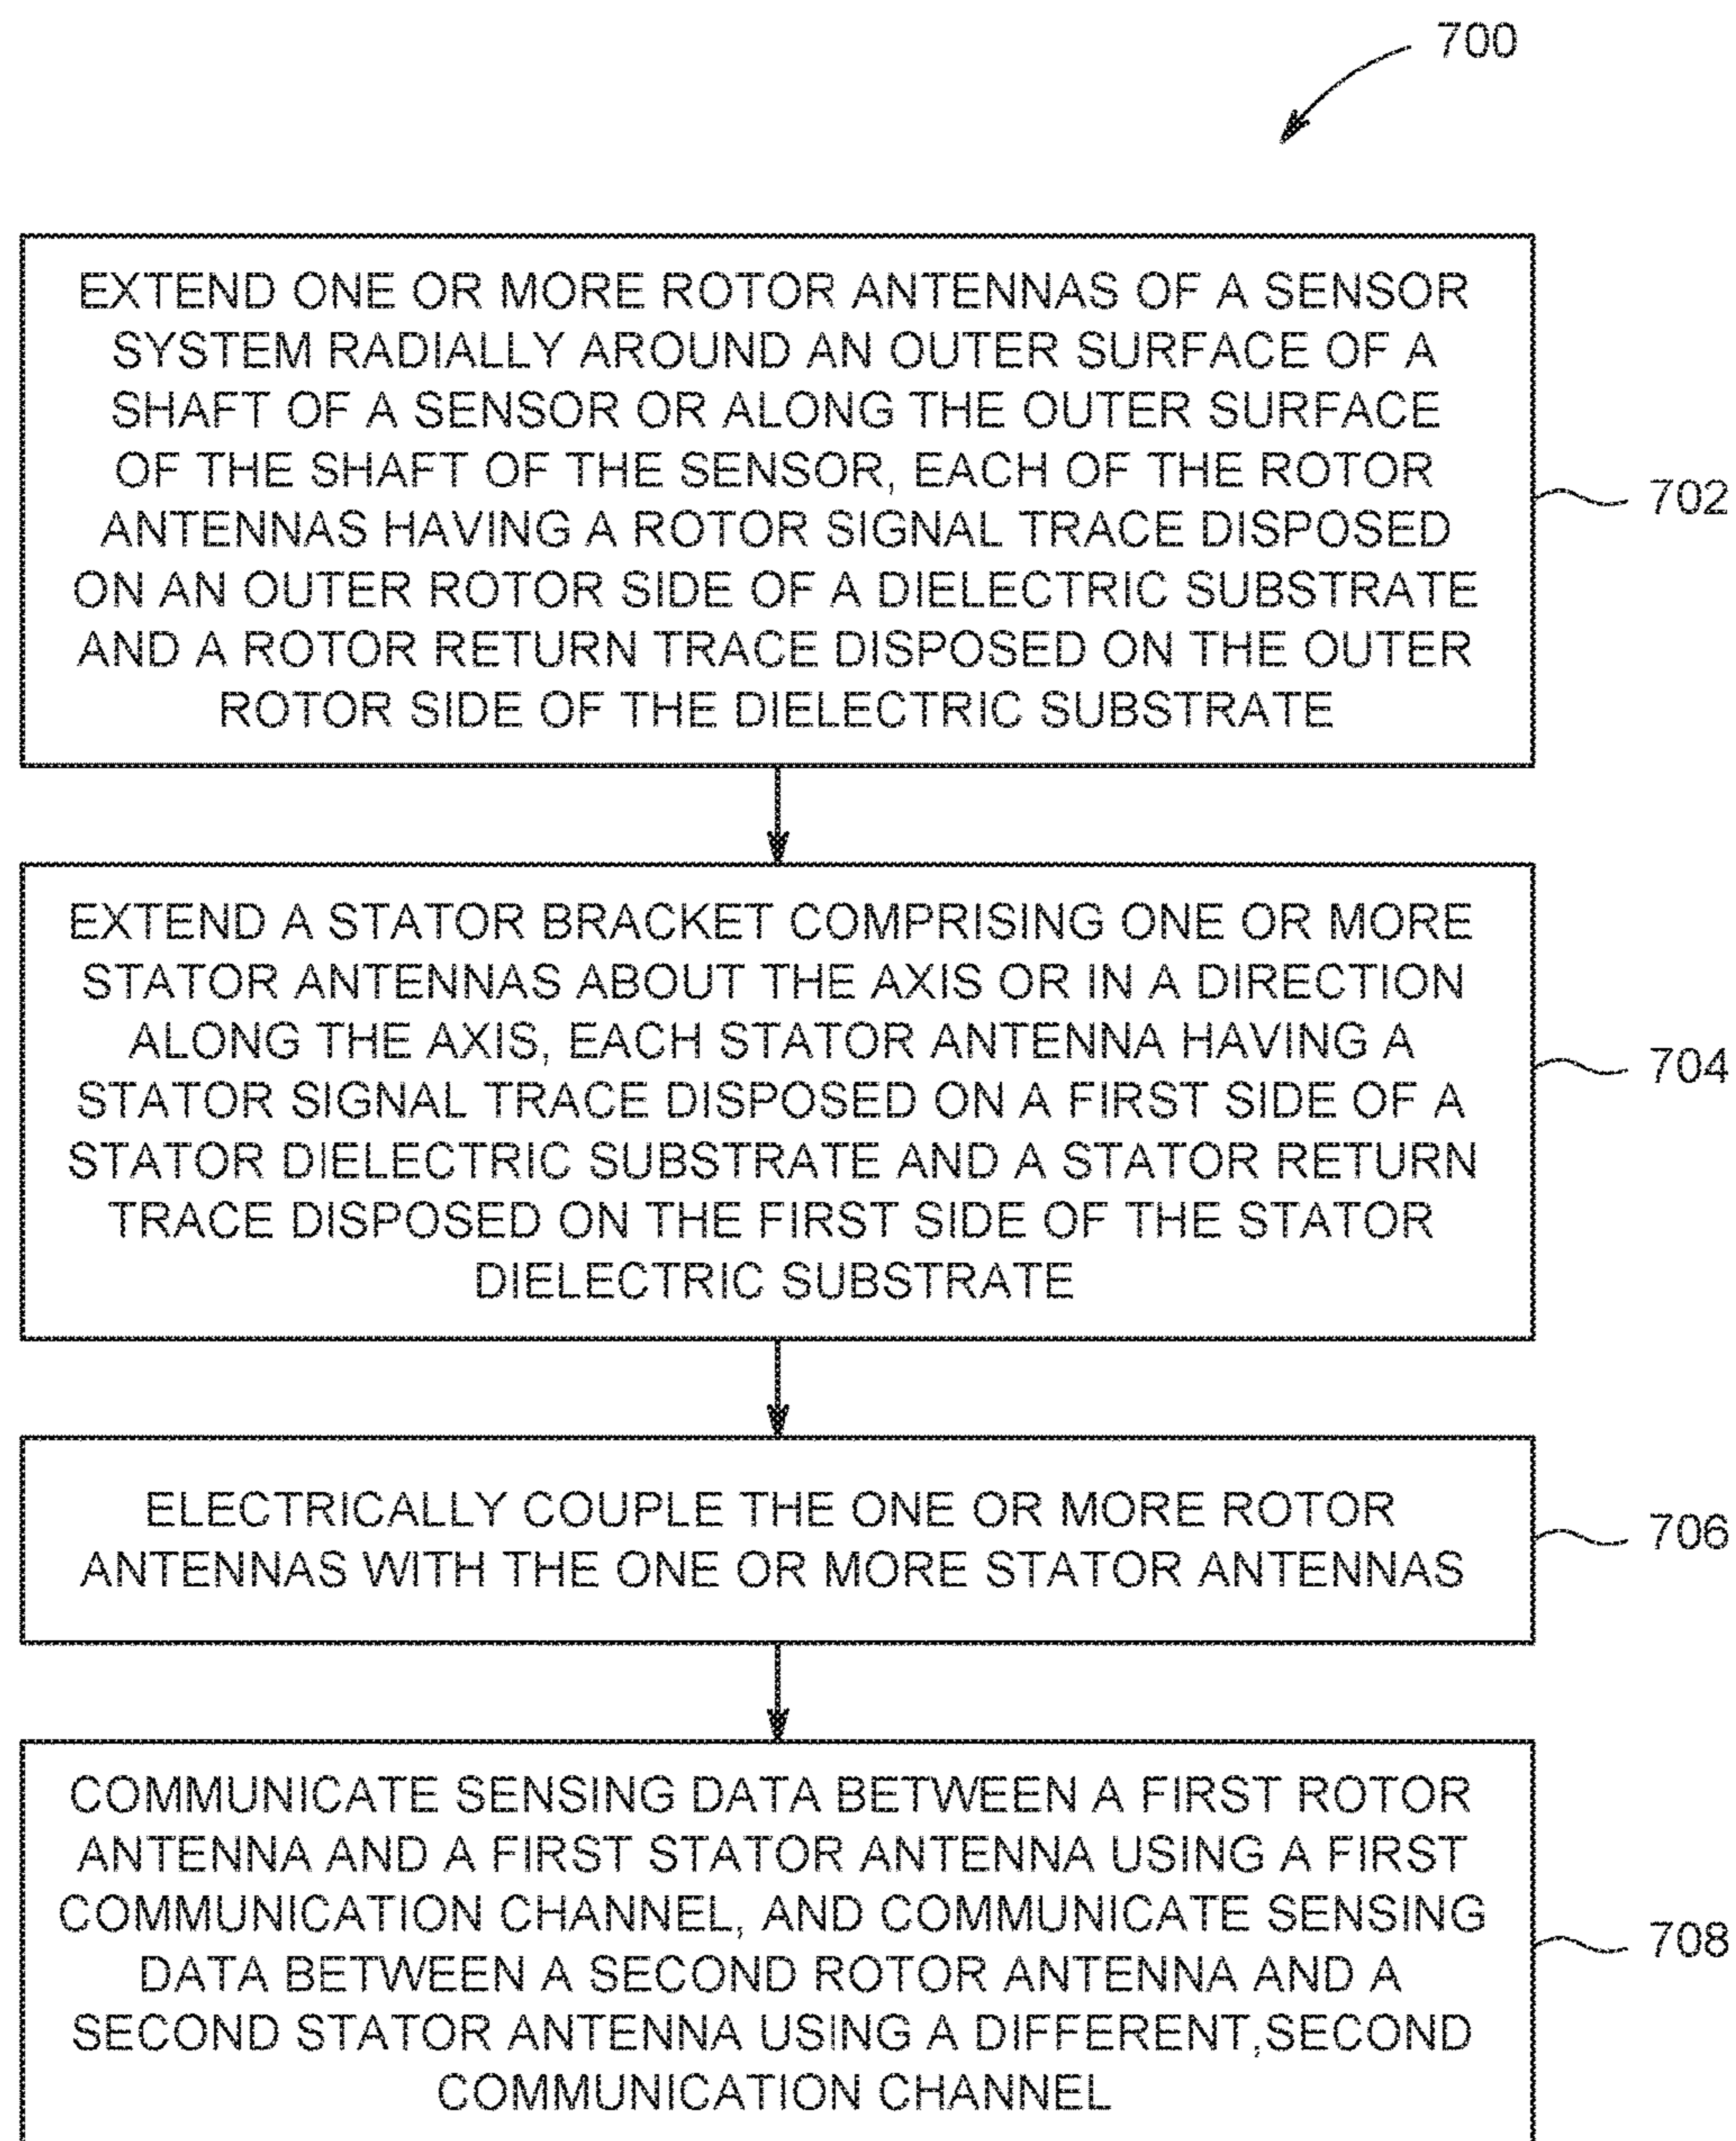 700
EXTEND ONE OR MORE ROTOR ANTENNAS OF A SENSOR
SYSTEM RADIALLY AROUND AN OUTER SURFACE OF A
SHAFT OF A SENSOR OR ALONG THE OUTER SURFACE
OF THE SHAFT OF THE SENSOR, EACH OF THE ROTOR
ANTENNAS HAVING A ROTOR SIGNAL TRACE DISPOSED
ON AN OUTER ROTOR SIDE OF A DIELECTRIC SUBSTRATE
AND A ROTOR RETURN TRACE DISPOSED ON THE OUTER
ROTOR SIDE OF THE DIELECTRIC SUBSTRATE
702
EXTEND A STATOR BRACKET COMPRISING ONE OR MORE
STATOR ANTENNAS ABOUT THE AXIS OR IN A DIRECTION
ALONG THE AXIS, EACH STATOR ANTENNA HAVING A
STATOR SIGNAL TRACE DISPOSED ON A FIRST SIDE OF A
STATOR DIELECTRIC SUBSTRATE AND A STATOR RETURN
TRACE DISPOSED ON THE FIRST SIDE OF THE STATOR
DIELECTRIC SUBSTRATE
704
ELECTRICALLY COUPLE THE ONE OR MORE ROTOR
ANTENNAS WITH THE ONE OR MORE STATOR ANTENNAS
706
COMMUNICATE SENSING DATA BETWEEN A FIRST ROTOR
ANTENNA AND A FIRST STATOR ANTENNA USING A FIRST
COMMUNICATION CHANNEL, AND COMMUNICATE SENSING
DATA BETWEEN A SECOND ROTOR ANTENNA AND A
SECOND STATOR ANTENNA USING A DIFFERENT,SECOND
COMMUNICATION CHANNEL
708